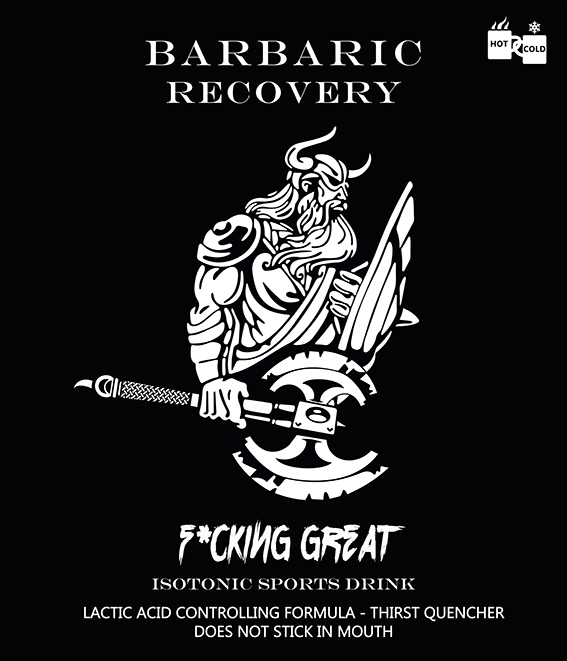 HOT & COLD
BARBARIC
RECOVERY
F*CKING GREAT
ISOTONIC SPORTS DRINK
LACTIC ACID CONTROLLING FORMULA - THIRST QUENCHER
DOES NOT STICK IN MOUTH